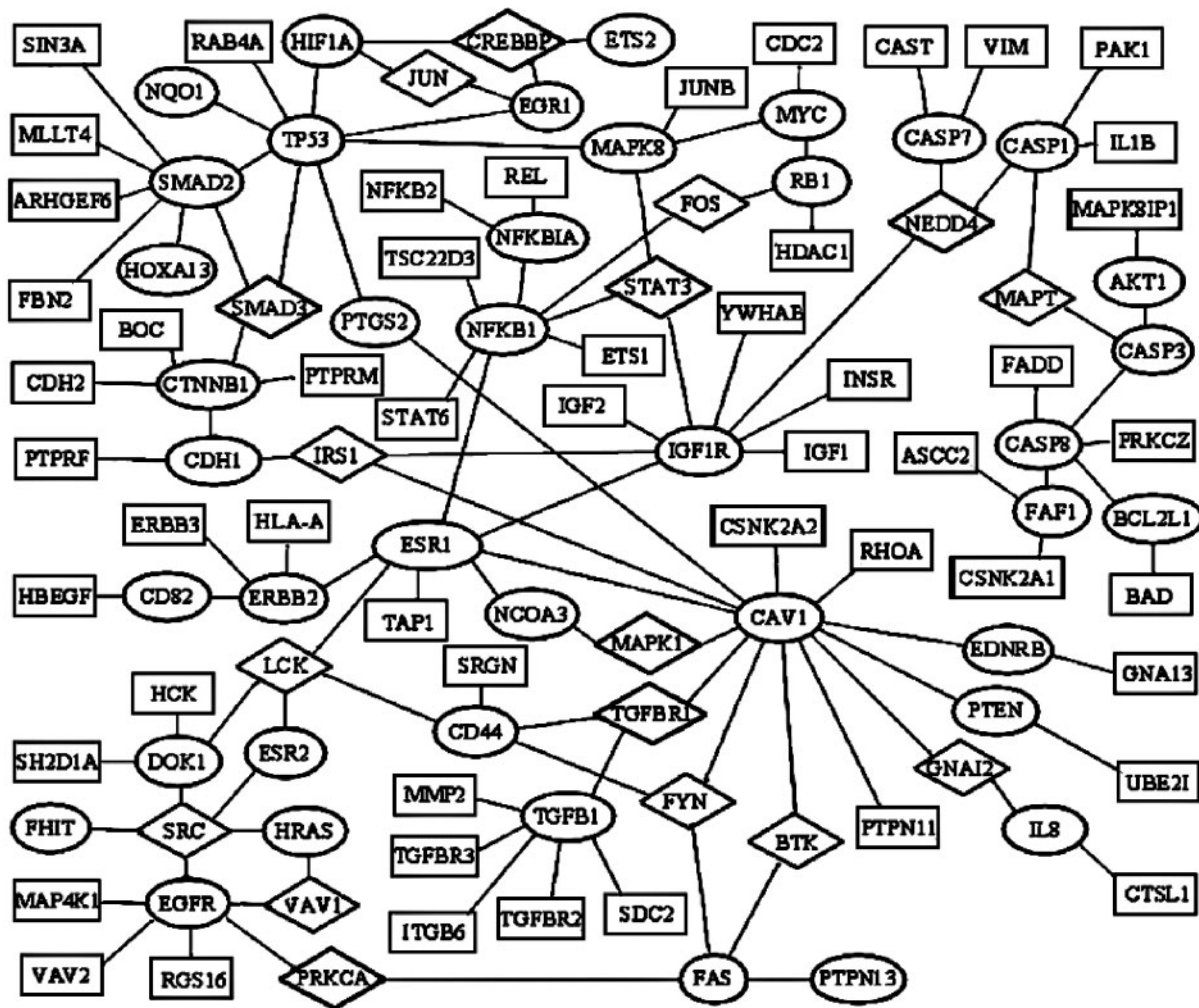 SIN3A
RAB4A
HIF1A
CREBBP
ETS2
CDC2
CAST
VIM
PAK1
NQO1
JUN
EGR1
JUNB
MYC
MLLT4
TP53
MAPK8
CASP7
CASP1
IL1B
SMAD2
ARHGEF6
NFKB2
REL
FOS
RB1
NEDD4
MAPK8IP1
NFKBIA
HOXA13
TSC22D3
HDAC1
FBN2
SMAD3
PTGS2
STAT3
MAPT
AKT1
BOC
NFKB1
YWHAB
ETS1
CASP3
CDH2
CTNNB1
PTPRM
FADD
STAT6
IGF2
INSR
PTPRF
CDH1
IRS1
IGF1R
IGF1
ASCC2
CASP8
PRKCZ
FAF1
BCL2L1
ERBB3
HLA-A
ESR1
CSNK2A2
RHOA
CSNK2A1
BAD
HBEGF
CD82
ERBB2
TAP1
NCOA3
MAPK1
CAV1
EDNRB
GNA13
LCK
SRGN
HCK
TGFBR1
PTEN
CD44
SH2D1A
DOK1
ESR2
GNAI2
UBE2I
MMP2
TGFB1
FYN
FHIT
SRC
HRAS
BTK
PTPN11
IL8
TGFBR3
MAP4K1
EGFR
VAV1
ITGB6
TGFBR2
SDC2
CTSL1
VAV2
RGS16
PRKCA
FAS
PTPN13